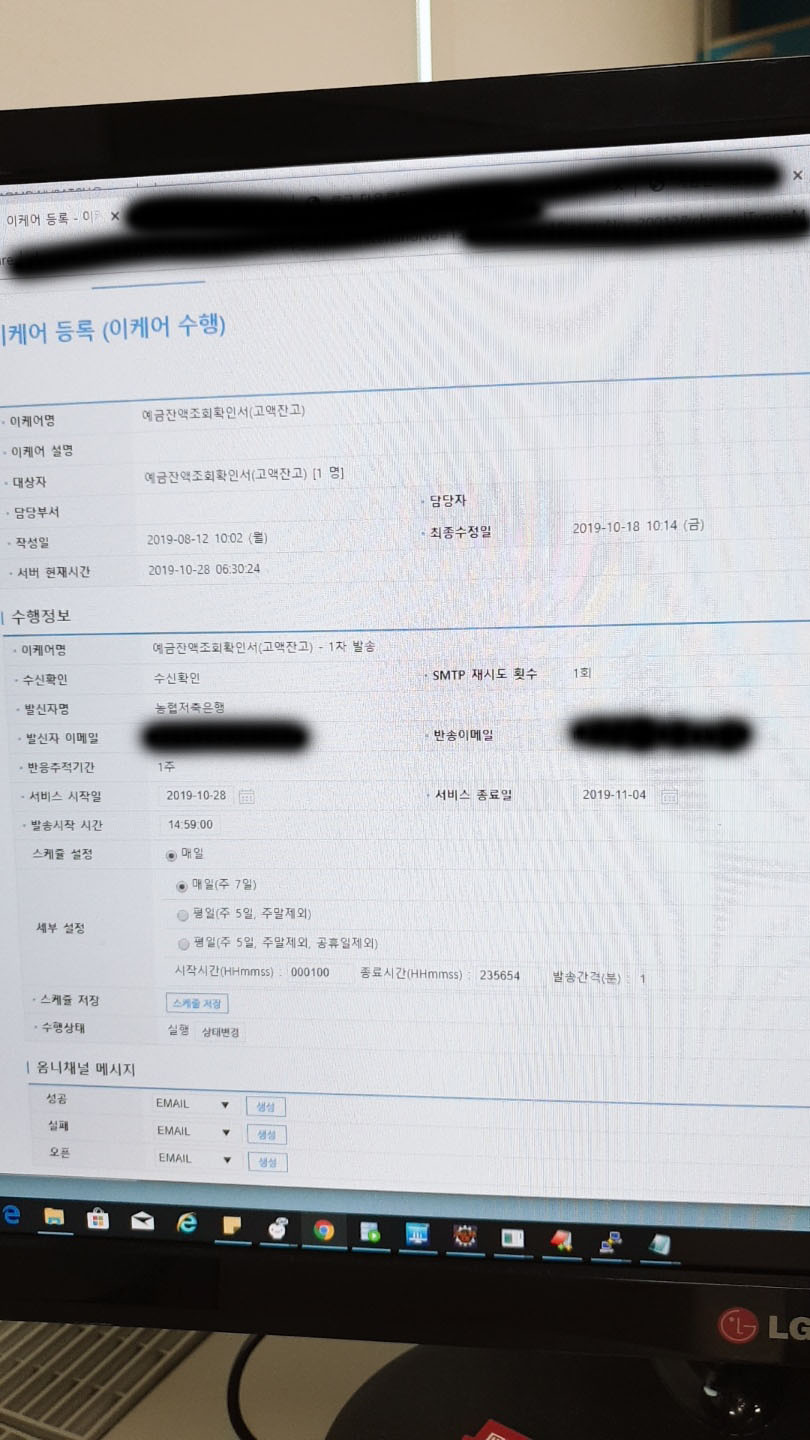 이케어 등록 - 이케
이케어 등록 (이케어 수행)
이케어명 예금잔액조회확인서(고액잔고)
이케어 설명
대상자 예금잔액조회확인서(고액잔고) [1 명]
담당부서 담당자
작성일 2019-08-12 10:02 (월) 최종수정일 2019-10-18 10:14 (금)
서버 현재시간 2019-10-28 06:30:24
수행정보
이케어명 예금잔액조회확인서(고액잔고) - 1차 발송
수신확인 수신확인 SMTP 재시도 횟수 1회
발신자명 농협저축은행
발신자 이메일 반송이메일
반응추적기간 1주
서비스 시작일 2019-10-28 서비스 종료일 2019-11-04
발송시작 시간 14:59:00
스케쥴 설정 매일
매일(주 7일)
세부 설정 평일(주 5일, 주말제외)
평일(주 5일, 주말제외, 공휴일제외)
시작시간(HHmmss) : 000100 종료시간(HHmmss) : 235654 발송간격(분) : 1
스케쥴 저장 스케쥴 저장
수행상태 실행 상태변경
옴니채널 메시지
성공 EMAIL 생성
실패 EMAIL 생성
오픈 EMAIL 생성
LG